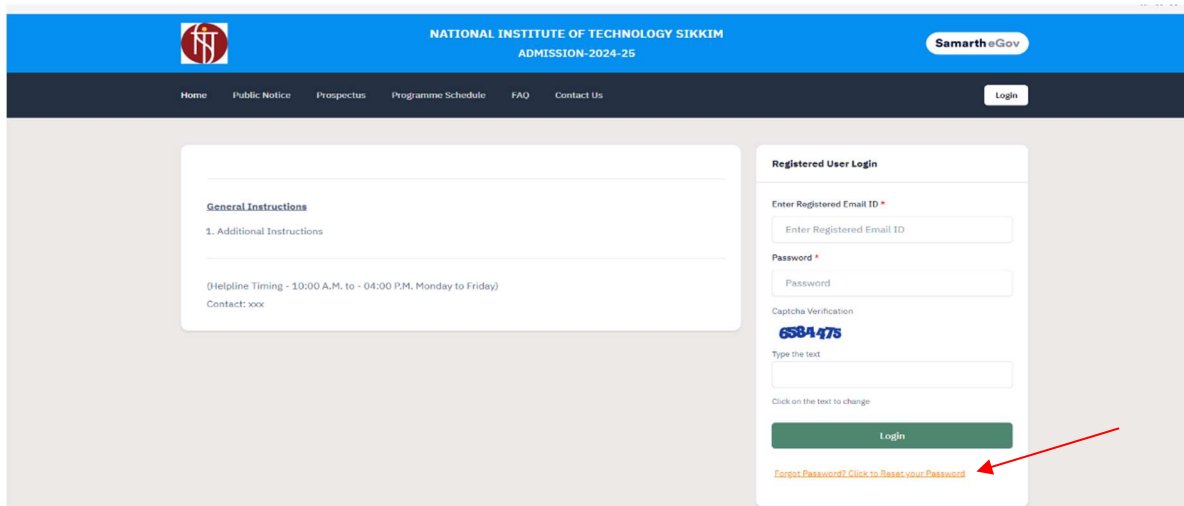 NATIONAL INSTITUTE OF TECHNOLOGY SIKKIM
ADMISSION-2024-25
Samarth eGov
Home Public Notice Prospectus Programme Schedule FAQ Contact Us Login
Registered User Login
General Instructions
1. Additional Instructions
(Helpline Timing - 10:00 A.M. to - 04:00 P.M. Monday to Friday)
Contact: xxx
Enter Registered Email ID *
Enter Registered Email ID
Password *
Password
Captcha Verification
6584475
Type the text
Click on the text to change
Login
Forgot Password? Click to Reset your Password